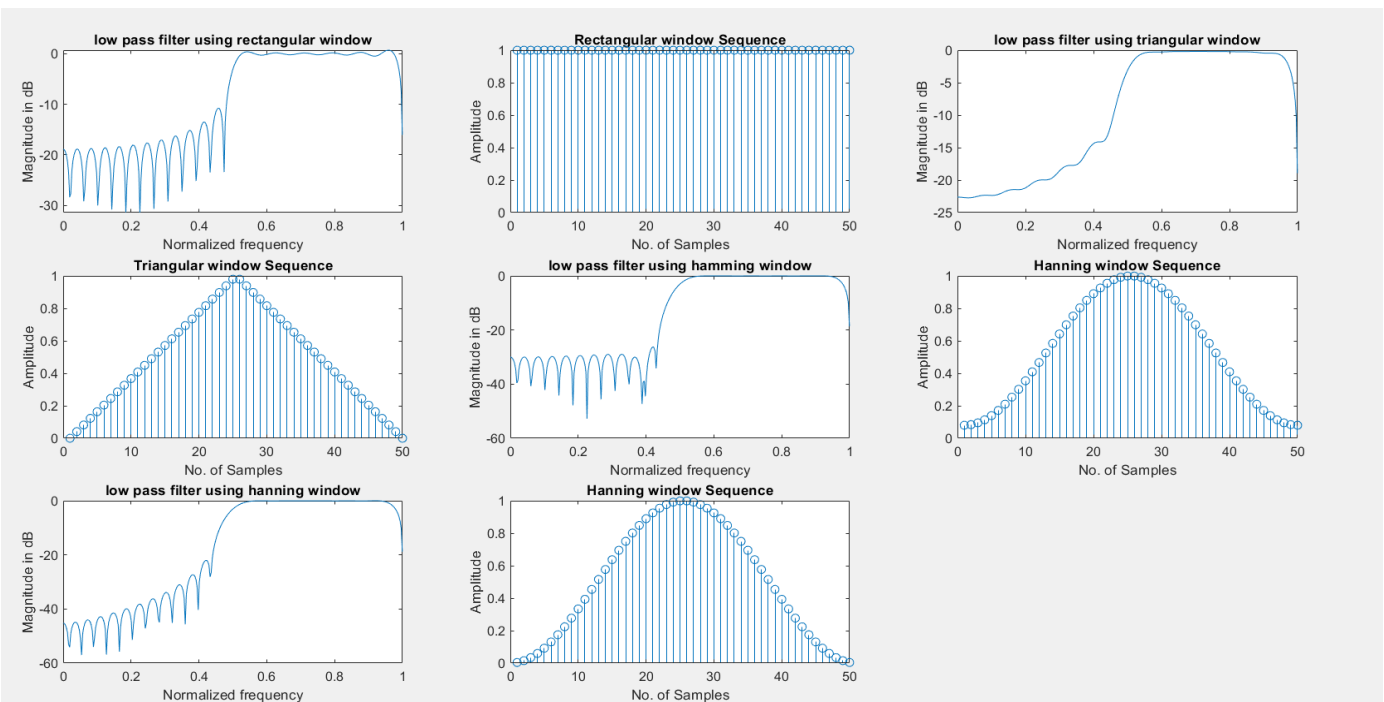 low pass filter using rectangular window
0
-10
-20
-30
Magnitude in dB
0 0.2 0.4 0.6 0.8 1
Normalized frequency
Rectangular window Sequence
1
0.8
0.6
0.4
0.2
0
Amplitude
0 10 20 30 40 50
No. of Samples
low pass filter using triangular window
0
-5
-10
-15
-20
-25
Magnitude in dB
0 0.2 0.4 0.6 0.8 1
Normalized frequency
Triangular window Sequence
1
0.8
0.6
0.4
0.2
0
Amplitude
0 10 20 30 40 50
No. of Samples
low pass filter using hamming window
0
-20
-40
-60
Magnitude in dB
0 0.2 0.4 0.6 0.8 1
Normalized frequency
Hanning window Sequence
1
0.8
0.6
0.4
0.2
0
Amplitude
0 10 20 30 40 50
No. of Samples
low pass filter using hanning window
0
-20
-40
-60
Magnitude in dB
0 0.2 0.4 0.6 0.8 1
Normalized frequency
Hanning window Sequence
1
0.8
0.6
0.4
0.2
0
Amplitude
0 10 20 30 40 50
No. of Samples